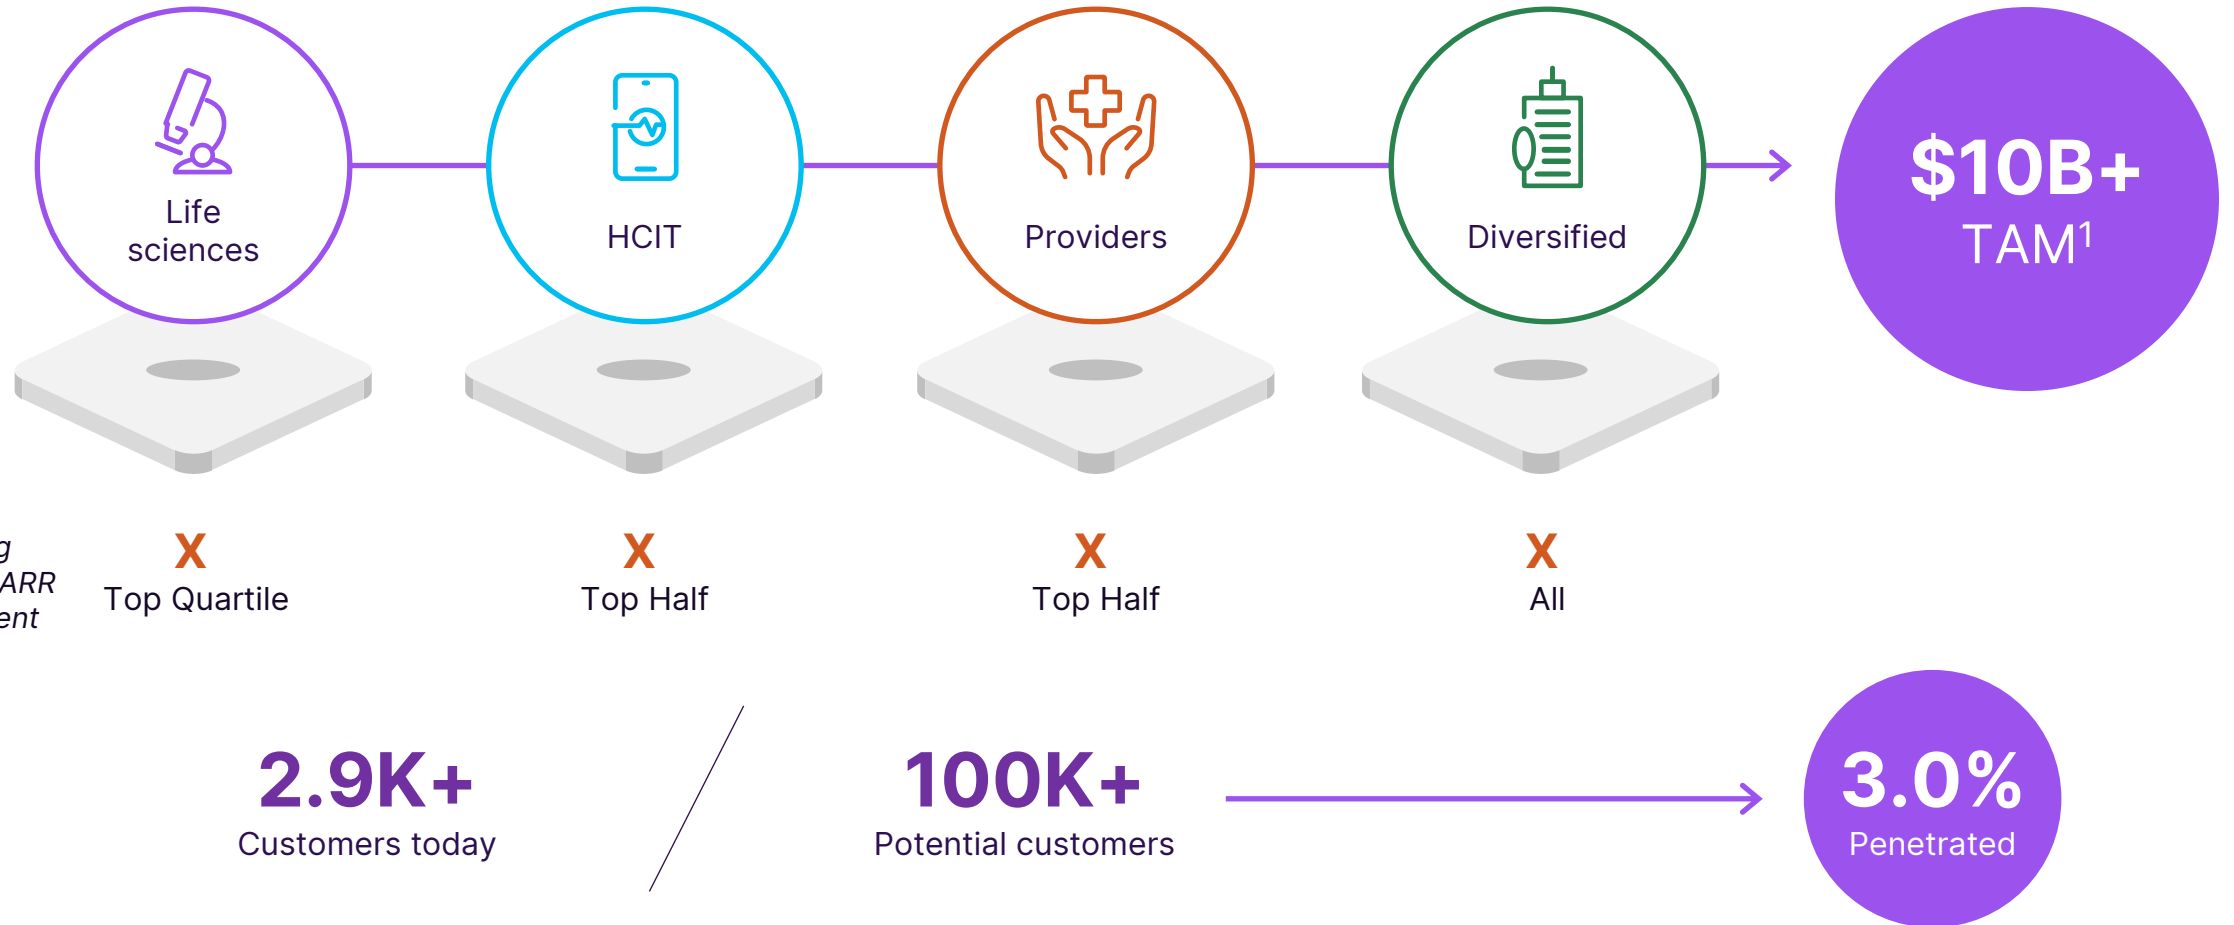 Life
sciences
HCIT
Providers
Diversified
$10B+
TAM¹
ARR
X
Top Quartile
X
Top Half
X
Top Half
X
All
2.9K+
Customers today
100K+
Potential customers
3.0%
Penetrated